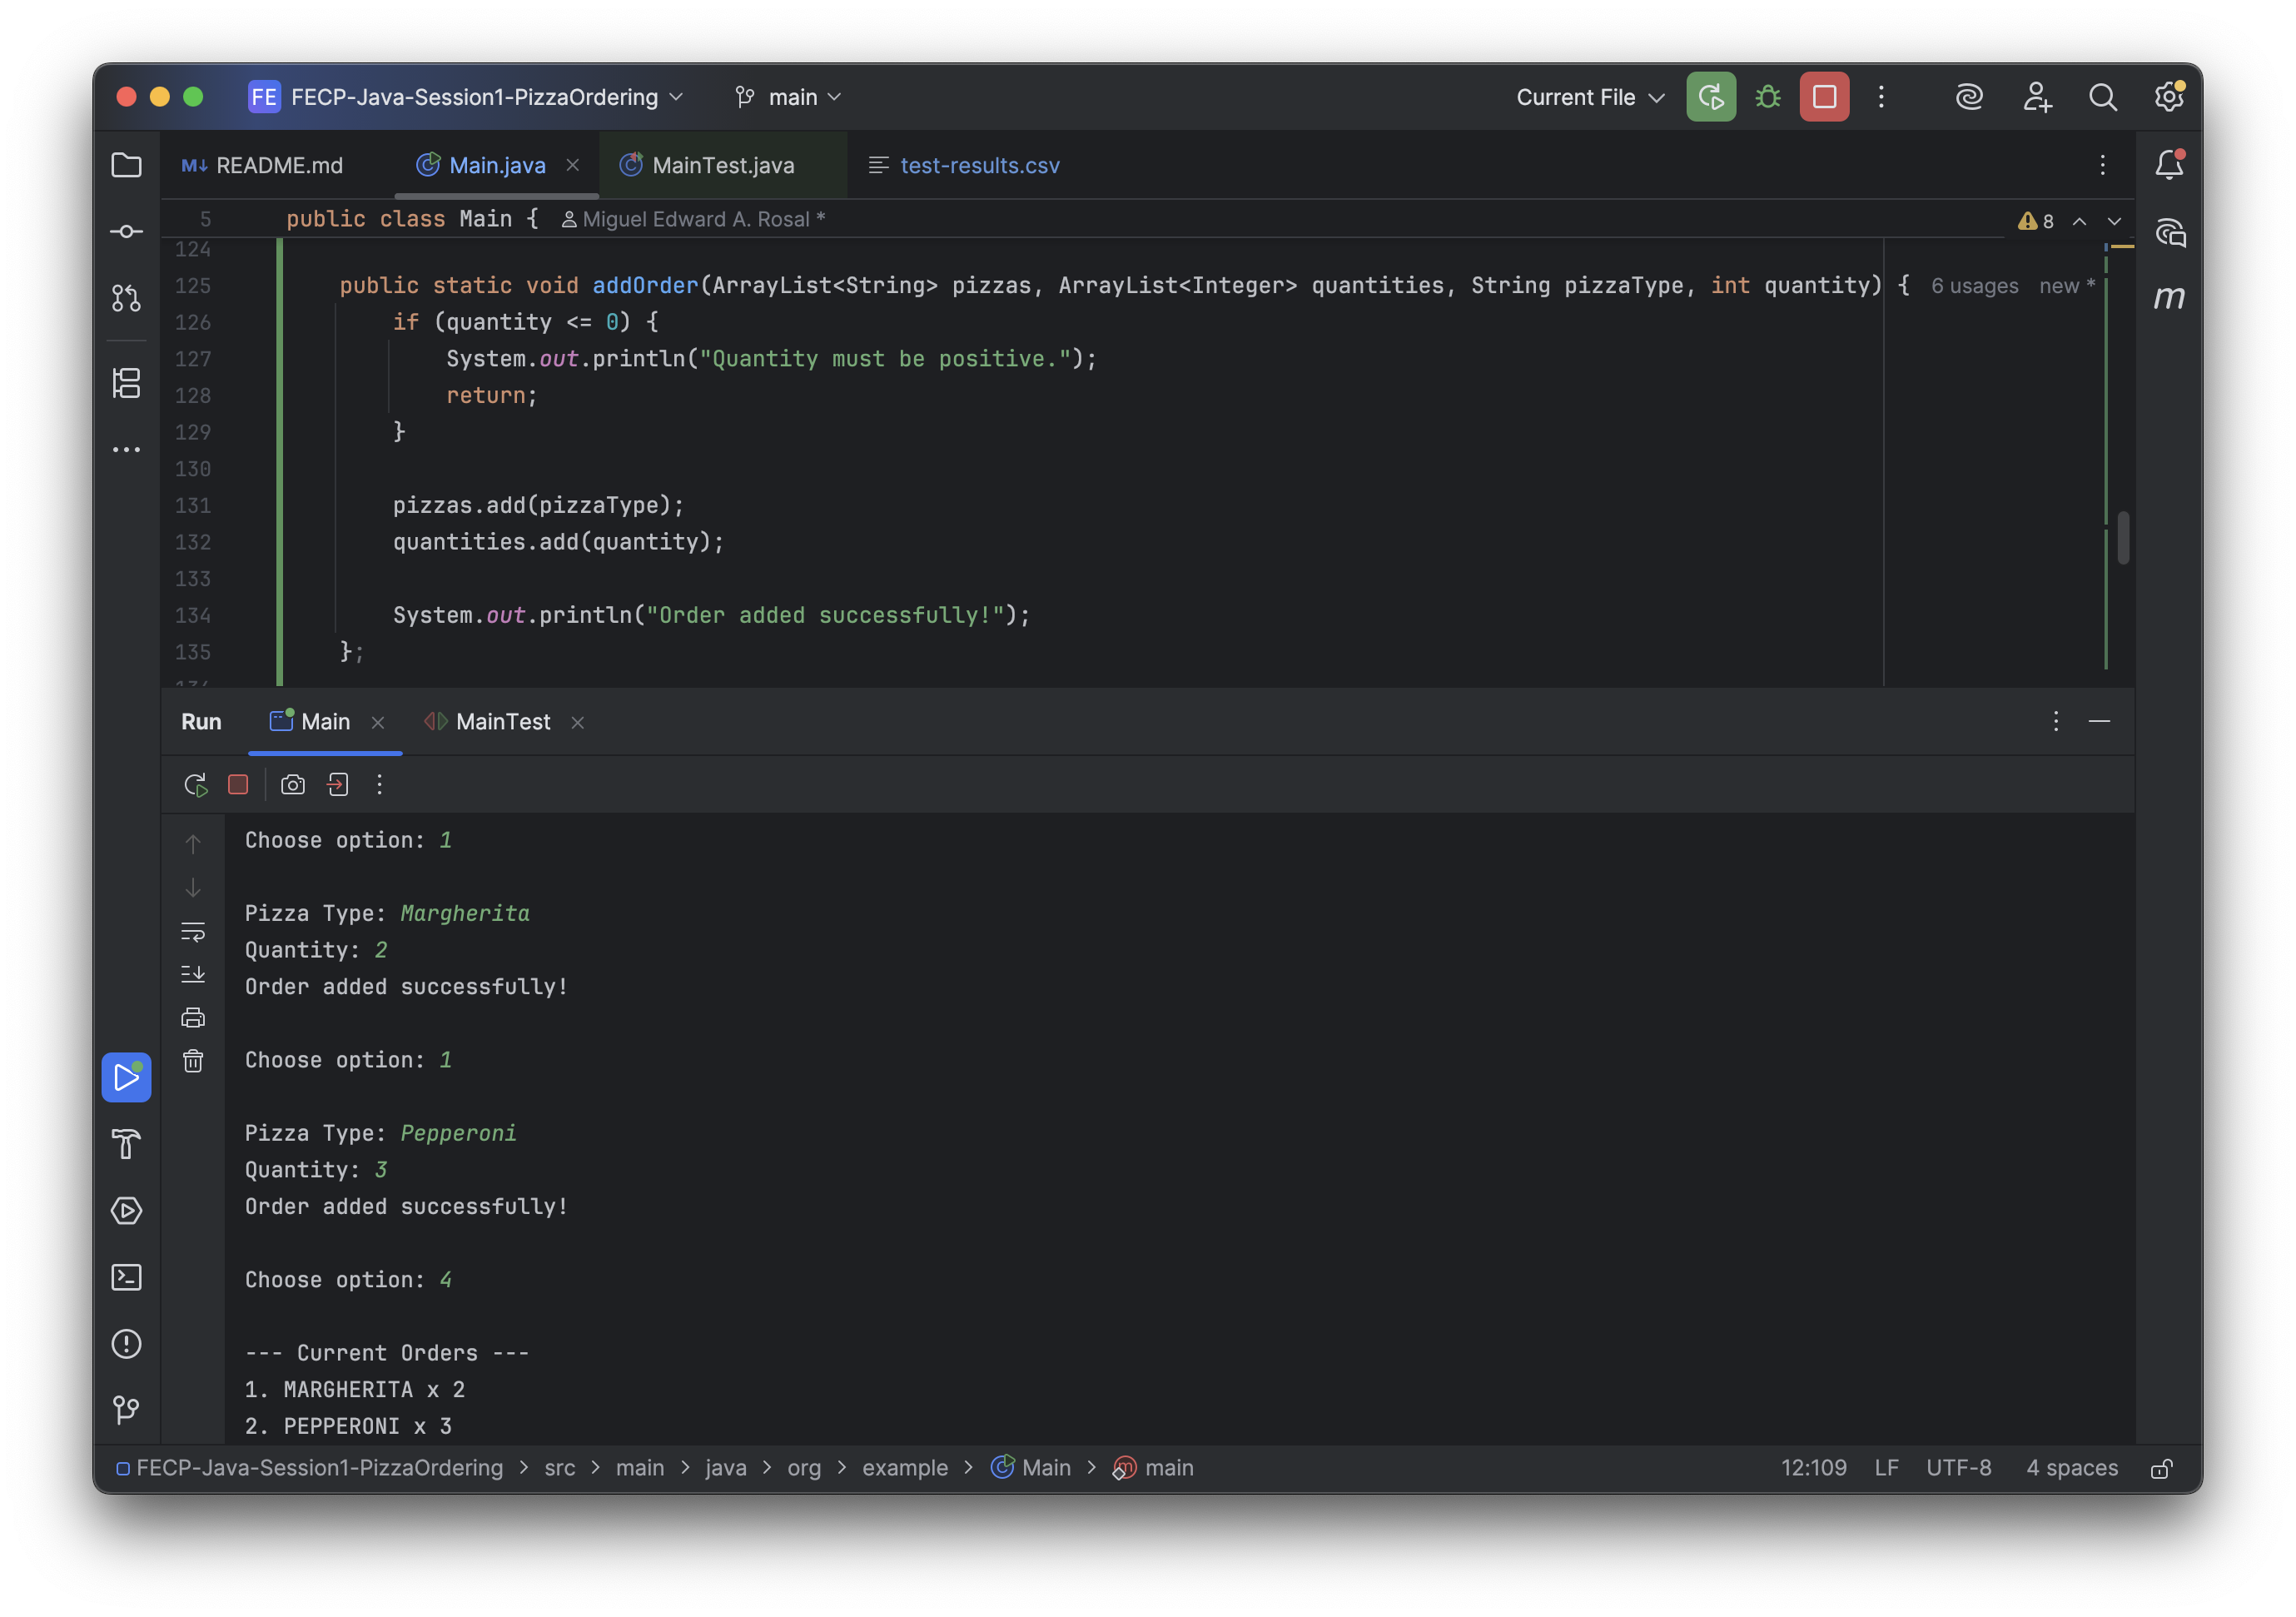 FE FECP-Java-Session1-PizzaOrdering main Current File
M↓ README.md Main.java MainTest.java test-results.csv
5 public class Main { Miguel Edward A. Rosal * 8
124
125 public static void addOrder(ArrayList<String> pizzas, ArrayList<Integer> quantities, String pizzaType, int quantity) { 6 usages new *
126 if (quantity <= 0) {
127 System.out.println("Quantity must be positive.");
128 return;
129 }
130
131 pizzas.add(pizzaType);
132 quantities.add(quantity);
133
134 System.out.println("Order added successfully!");
135 };
Run Main MainTest
Choose option: 1
Pizza Type: Margherita
Quantity: 2
Order added successfully!
Choose option: 1
Pizza Type: Pepperoni
Quantity: 3
Order added successfully!
Choose option: 4
--- Current Orders ---
1. MARGHERITA x 2
2. PEPPERONI x 3
FECP-Java-Session1-PizzaOrdering > src > main > java > org > example > Main > main 12:109 LF UTF-8 4 spaces